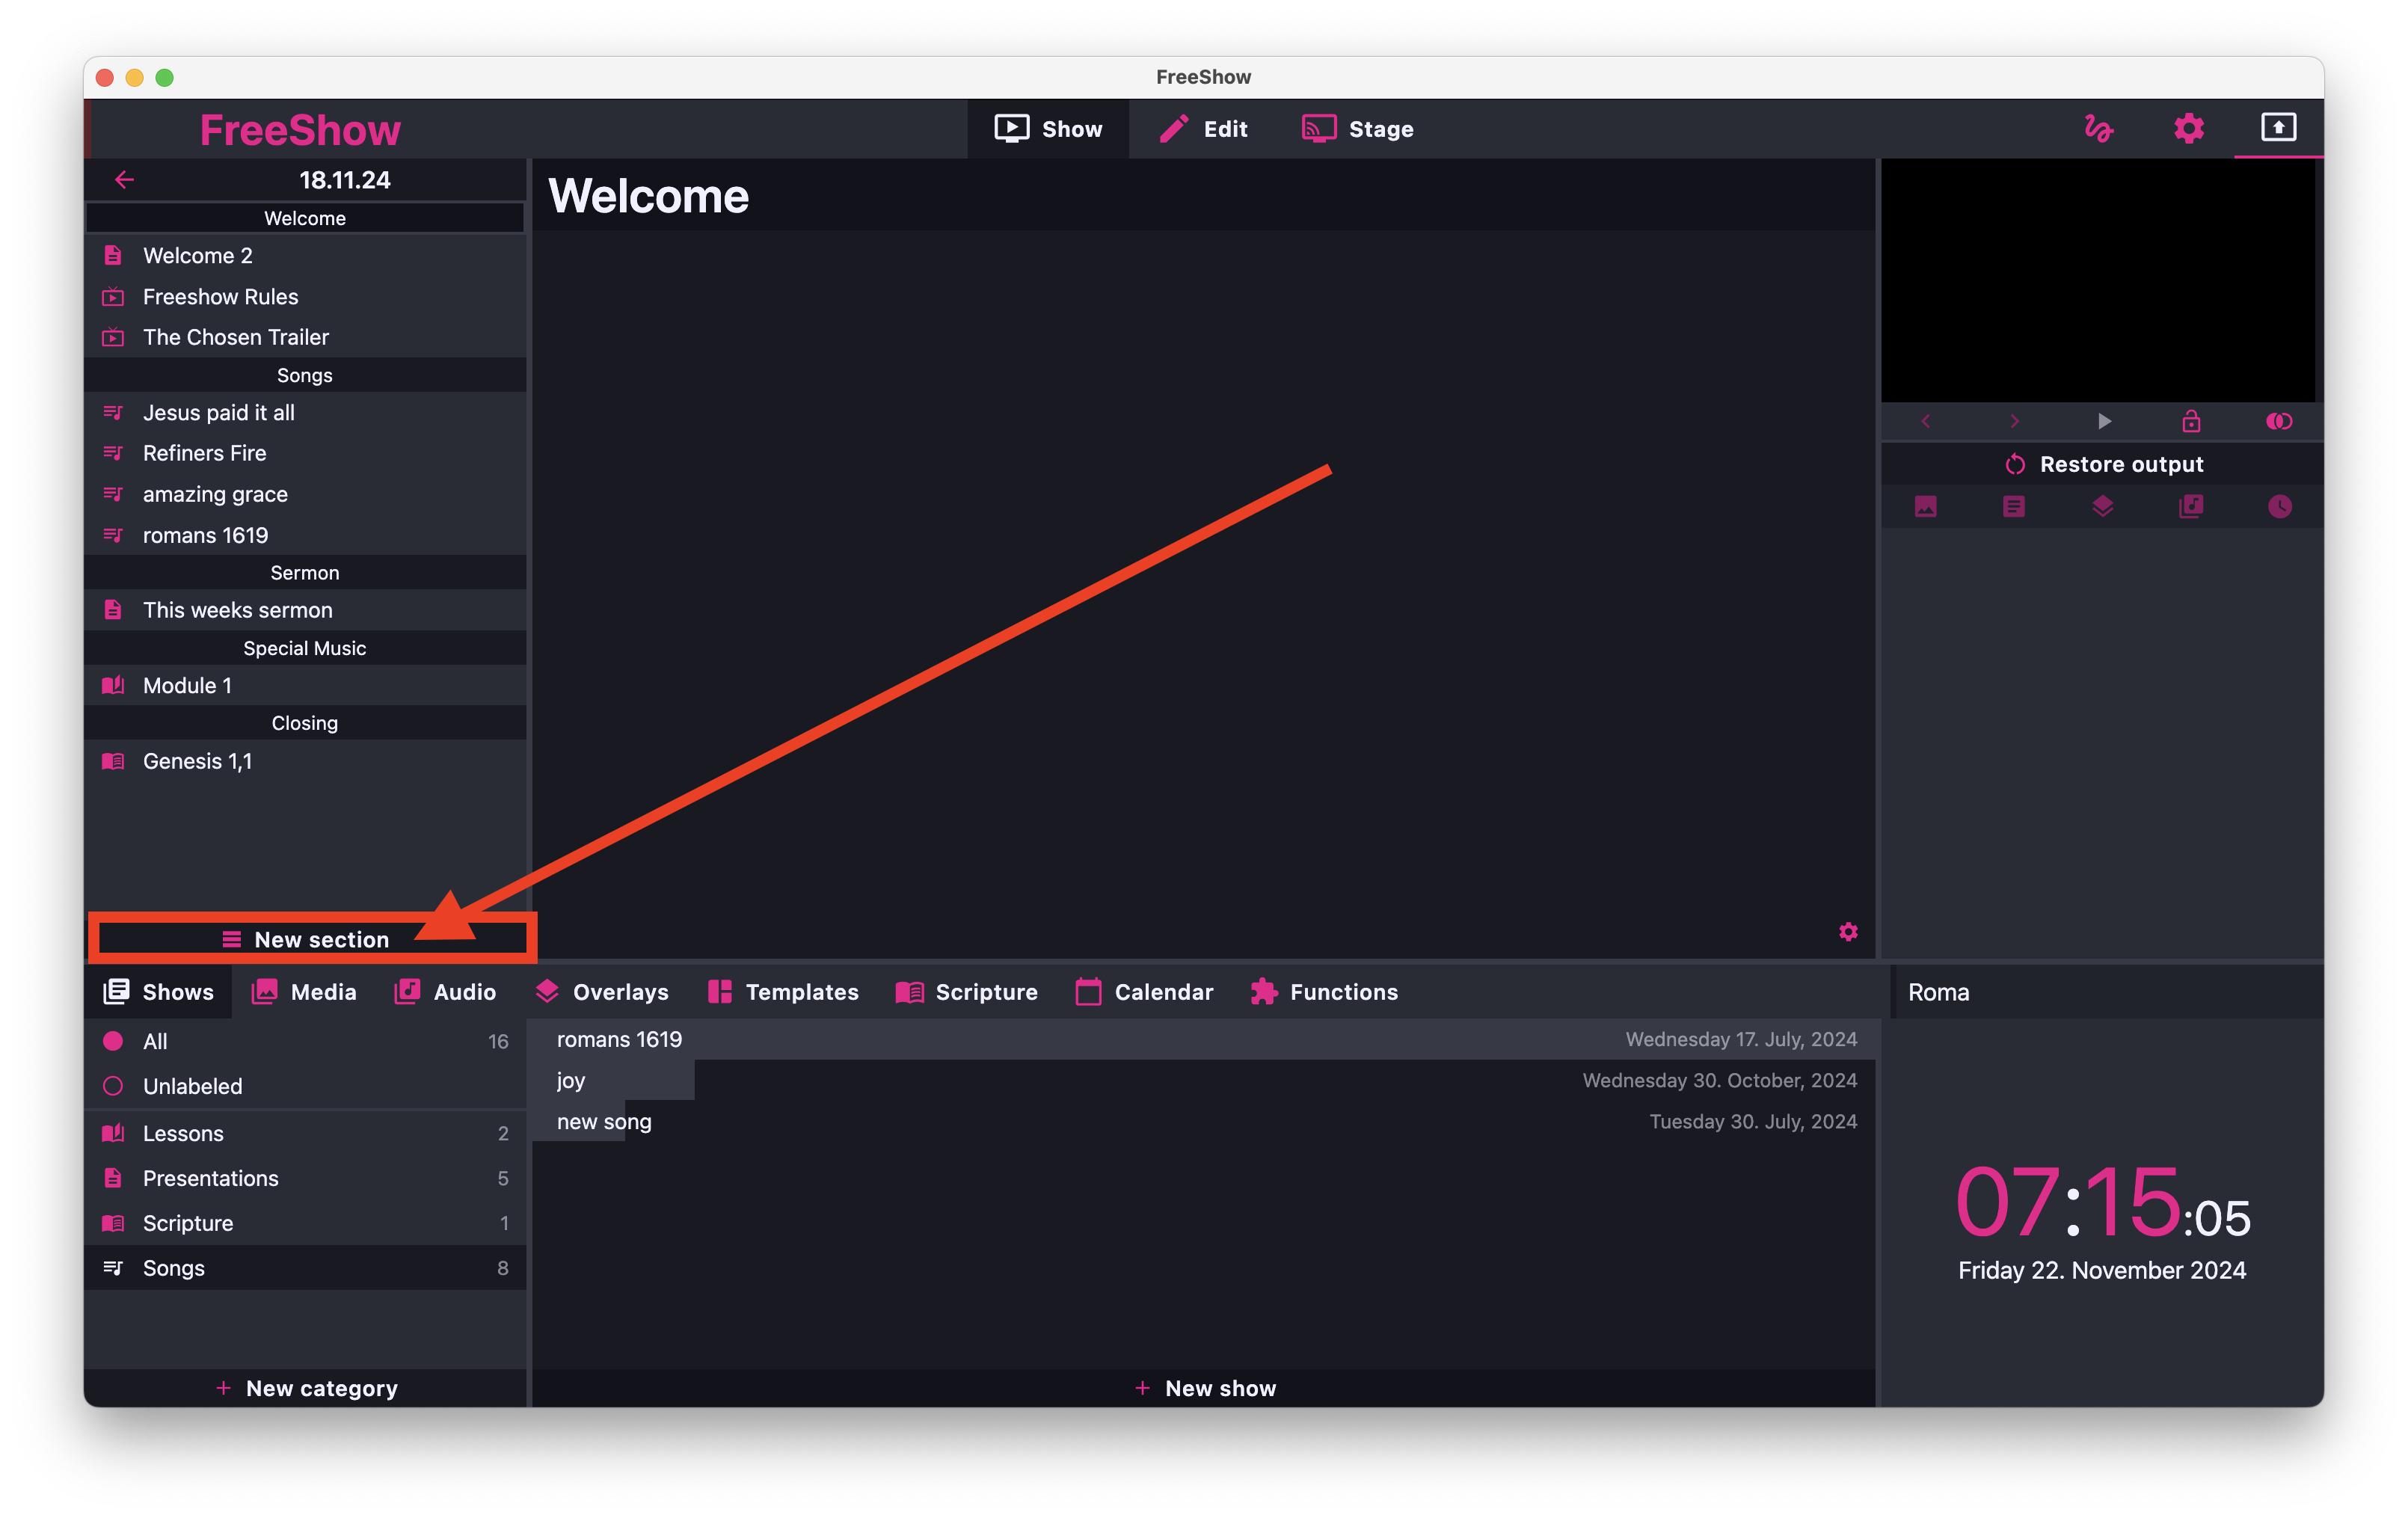 FreeShow
FreeShow
Show
Edit
Stage
18.11.24
Welcome
Welcome 2
Freeshow Rules
The Chosen Trailer
Songs
Jesus paid it all
Refiners Fire
amazing grace
romans 1619
Sermon
This weeks sermon
Special Music
Module 1
Closing
Genesis 1,1
New section
Welcome
Restore output
Shows
Media
Audio
Overlays
Templates
Scripture
Calendar
Functions
All 16
Unlabeled
Lessons 2
Presentations 5
Scripture 1
Songs 8
New category
romans 1619 Wednesday 17. July, 2024
joy Wednesday 30. October, 2024
new song Tuesday 30. July, 2024
New show
Roma
07:15:05
Friday 22. November 2024